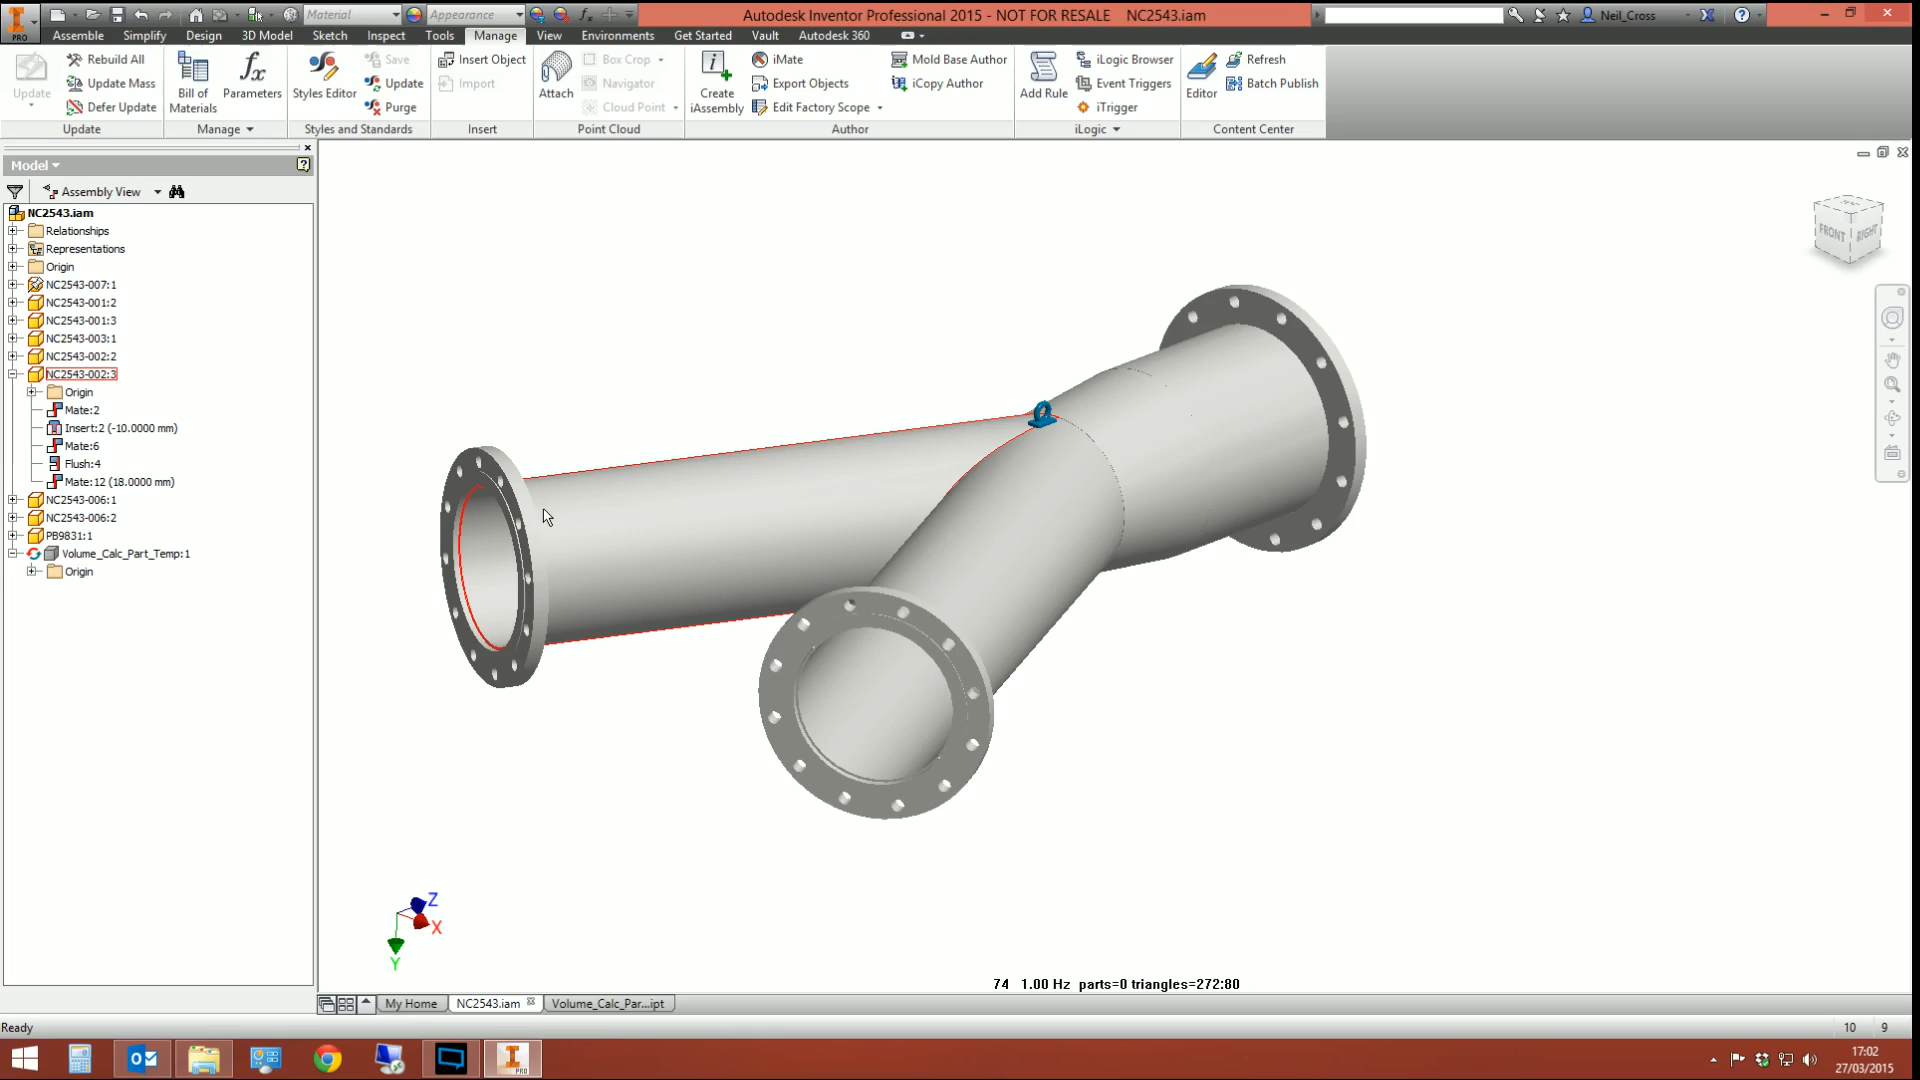 PRO
Material
Appearance
Autodesk Inventor Professional 2015 - NOT FOR RESALE NC2543.iam
Neil_Cross
Assemble Simplify Design 3D Model Sketch Inspect Tools Manage View Environments Get Started Vault Autodesk 360
Update
Rebuild All
Update Mass
Defer Update
Update
Bill of
Materials
fx
Parameters
Manage
Styles Editor
Save
Update
Purge
Styles and Standards
Insert Object
Import
Insert
Attach
Box Crop
Navigator
Cloud Point
Point Cloud
Create
iAssembly
iMate
Export Objects
Edit Factory Scope
Mold Base Author
iCopy Author
Author
Add Rule
iLogic Browser
Event Triggers
iTrigger
iLogic
Editor
Refresh
Batch Publish
Content Center
Model
Assembly View
NC2543.iam
Relationships
Representations
Origin
NC2543-007:1
NC2543-001:2
NC2543-001:3
NC2543-003:1
NC2543-002:2
NC2543-002:3
Origin
Mate:2
Insert:2 (-10.0000 mm)
Mate:6
Flush:4
Mate:12 (18.0000 mm)
NC2543-006:1
NC2543-006:2
PB9831:1
Volume_Calc_Part_Temp:1
Origin
FRONT
RIGHT
Z
X
Y
74 1.00 Hz parts=0 triangles=272:80
My Home NC2543.iam Volume_Calc_Par...ipt
Ready
10 9
PRO
17:02
27/03/2015